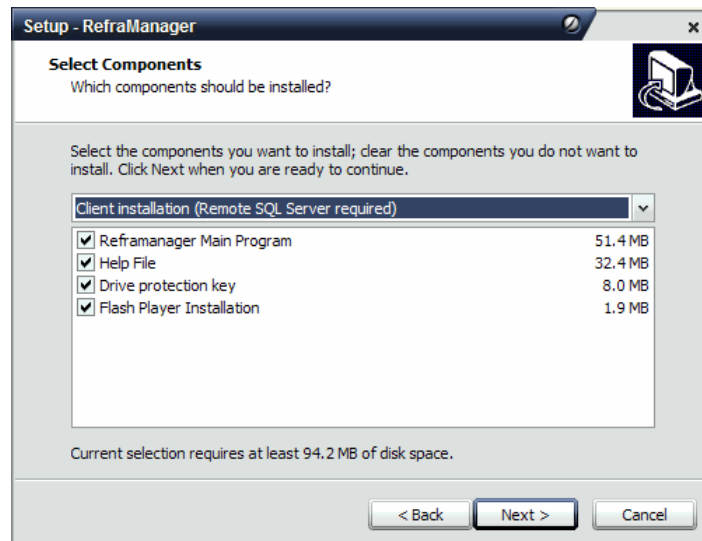 Setup - RefraManager
Select Components
Which components should be installed?
Select the components you want to install; clear the components you do not want to
install. Click Next when you are ready to continue.
Client installation (Remote SQL Server required)
Reframanager Main Program 51.4 MB
Help File 32.4 MB
Drive protection key 8.0 MB
Flash Player Installation 1.9 MB
Current selection requires at least 94.2 MB of disk space.
< Back Next > Cancel